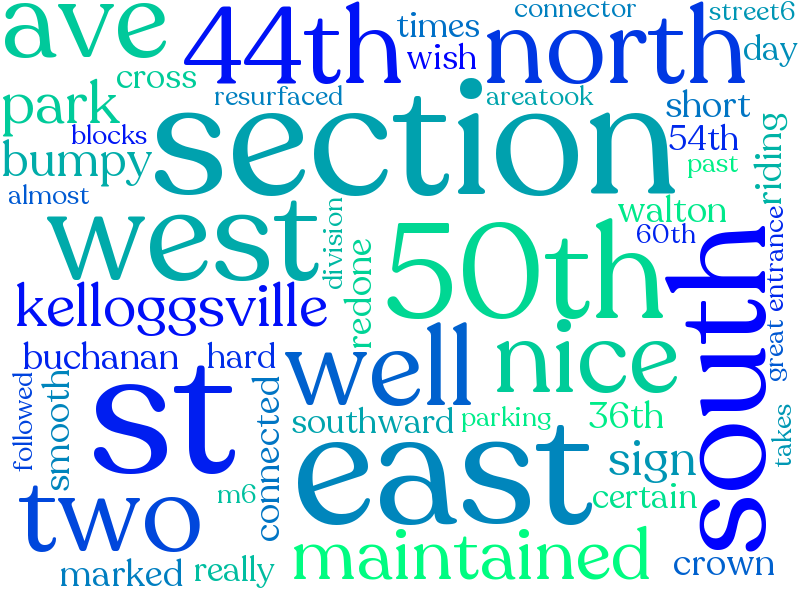 ave
44th
times
connector
street6
wish
north
day
cross
park
resurfaced
areatook
short
blocks
section
54th
bumpy
past
riding
almost
west
division
walton
60th
50th
south
great entrance
kelloggsville
redone
buchanan
hard
well
nice
followed
smooth
st
connected
southward
parking
36th
takes
east
sign
two
m6
certain
maintained
marked
really
crown